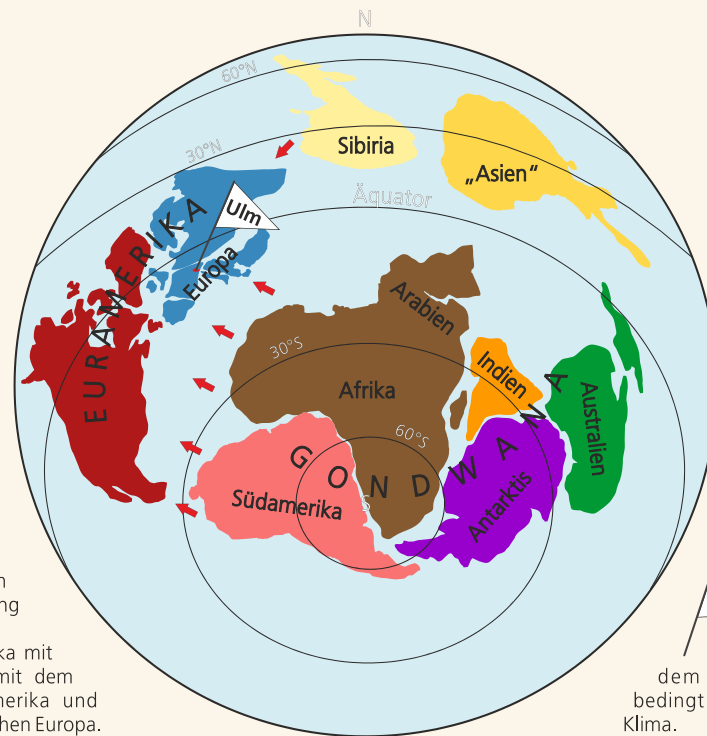 N
60°N
30°N
Sibiria
„Asien“
Äquator
Ulm
EURAMERIKA
Europa
Arabien
30°S
Indien
Afrika
Australien
60°S
GONDWANA
S
Südamerika
Antarktis
ka mit
mit dem
erika und
hen Europa.
dem
bedingt
Klima.